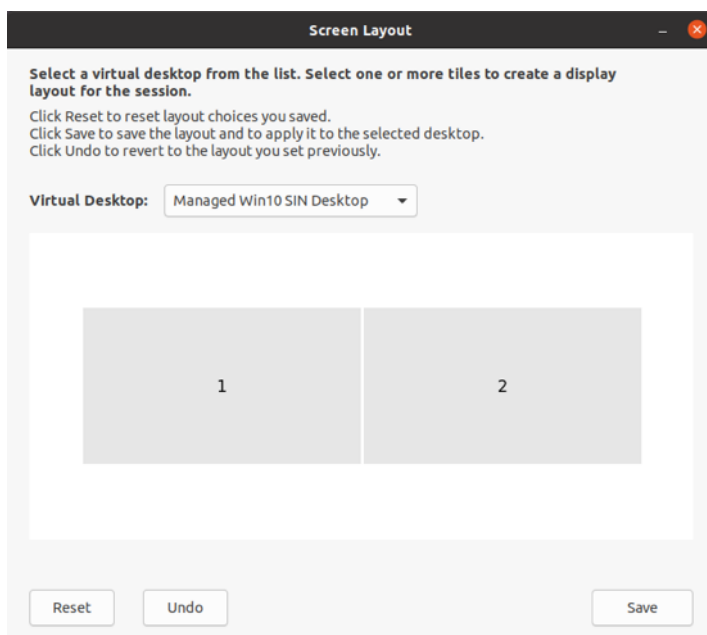 Screen Layout
Select a virtual desktop from the list. Select one or more tiles to create a display
layout for the session.
Click Reset to reset layout choices you saved.
Click Save to save the layout and to apply it to the selected desktop.
Click Undo to revert to the layout you set previously.
Virtual Desktop: Managed Win10 SIN Desktop
1 2
Reset Undo Save